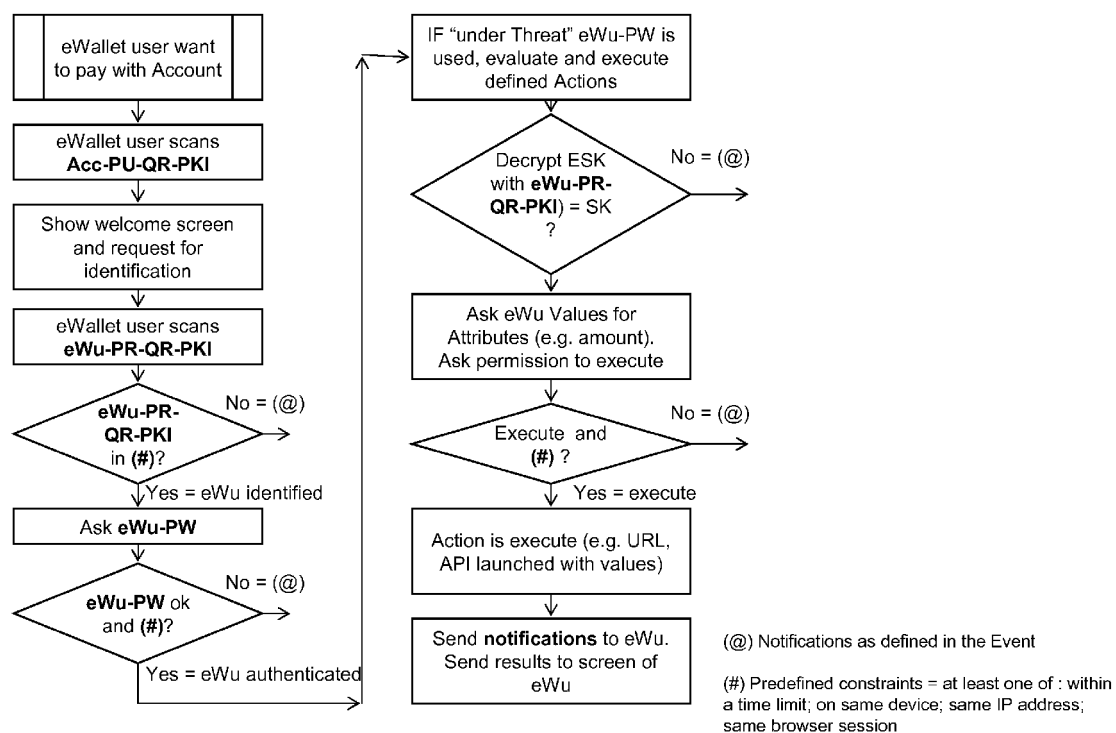 eWallet user want
to pay with Account
eWallet user scans
Acc-PU-QR-PKI
Show welcome screen
and request for
identification
eWallet user scans
eWu-PR-QR-PKI
eWu-PR-
QR-PKI
in (#)?
No = (@)
Yes = eWu identified
Ask eWu-PW
No = (@)
eWu-PW ok
and (#)?
Yes = eWu authenticated
IF “under Threat” eWu-PW is
used, evaluate and execute
defined Actions
No = (@)
Decrypt ESK
with eWu-PR-
QR-PKI) = SK
?
Ask eWu Values for
Attributes (e.g. amount).
Ask permission to execute
No = (@)
Execute and
(#) ?
Yes = execute
Action is execute (e.g. URL,
API launched with values)
Send notifications to eWu.
Send results to screen of
eWu
(@) Notifications as defined in the Event
(#) Predefined constraints = at least one of : within
a time limit; on same device; same IP address;
same browser session